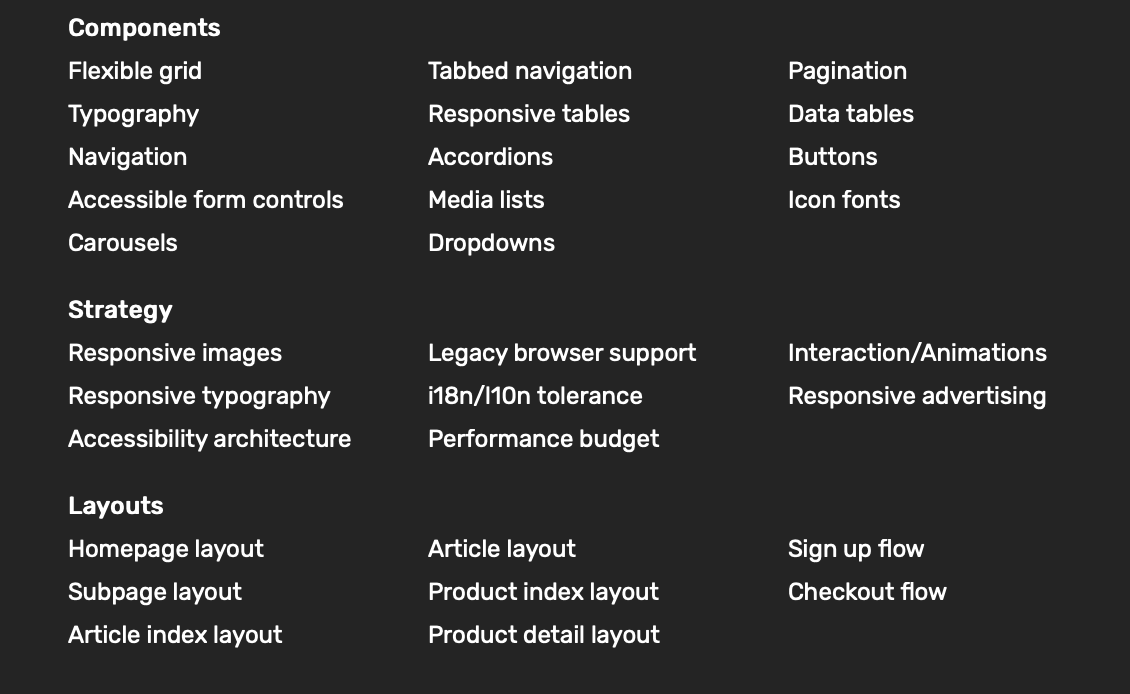 Components
Flexible grid
Typography
Navigation
Accessible form controls
Carousels
Tabbed navigation
Responsive tables
Accordions
Media lists
Dropdowns
Pagination
Data tables
Buttons
Icon fonts
Strategy
Responsive images
Responsive typography
Accessibility architecture
Legacy browser support
i18n/l10n tolerance
Performance budget
Interaction/Animations
Responsive advertising
Layouts
Homepage layout
Subpage layout
Article index layout
Article layout
Product index layout
Product detail layout
Sign up flow
Checkout flow